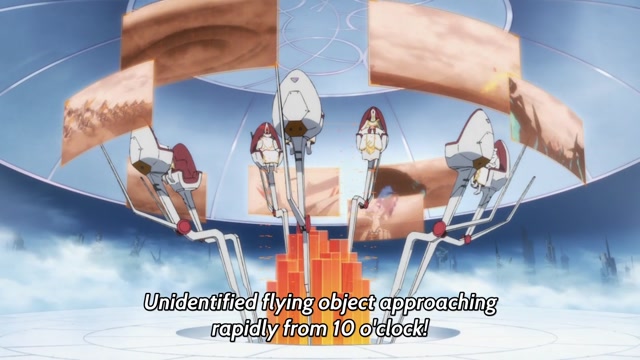 Unidentified flying object approaching
rapidly from 10 o'clock!